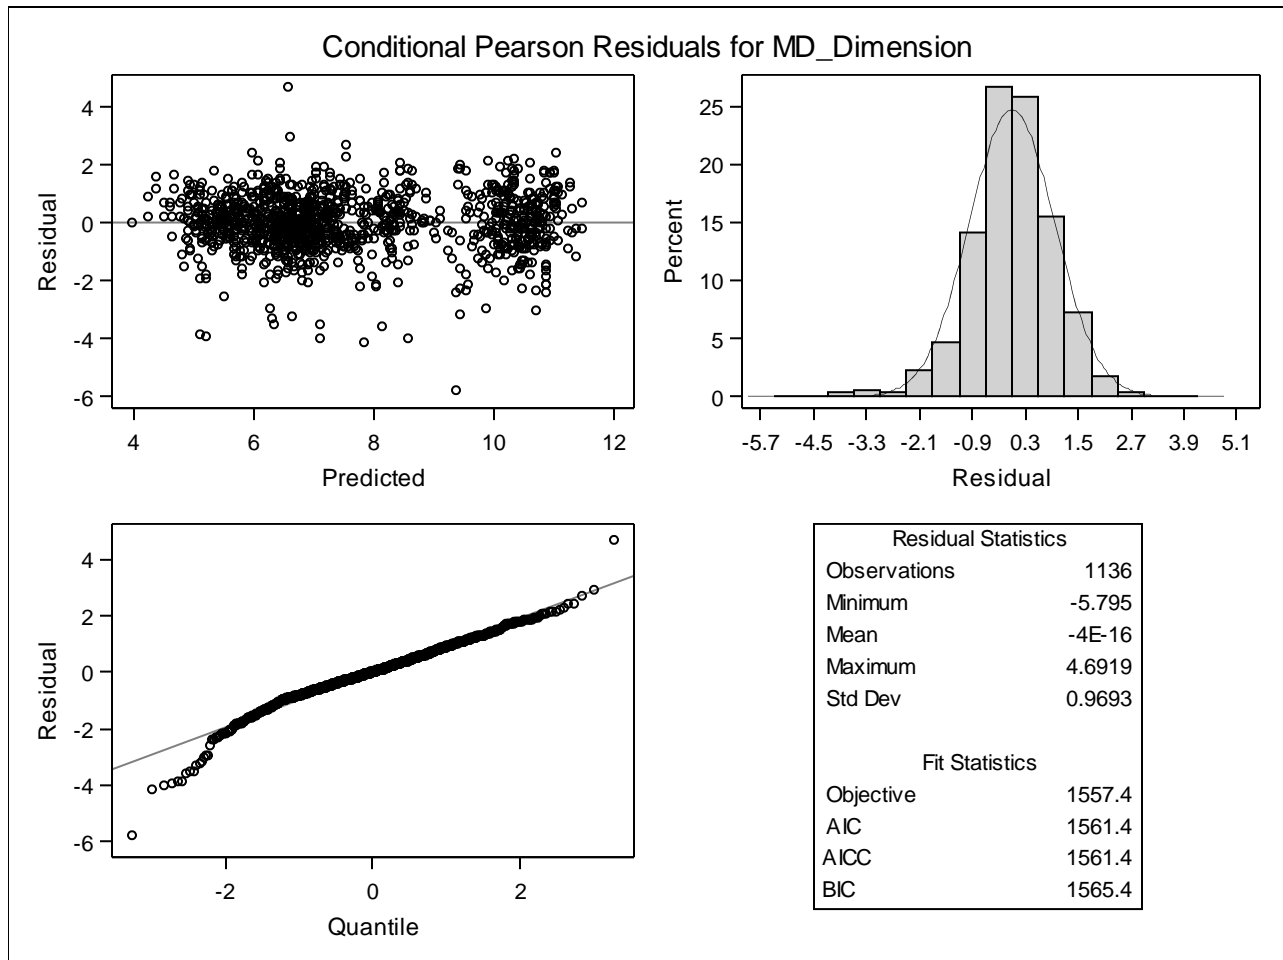 Conditional Pearson Residuals for MD_Dimension
4
2
0
-2
-4
-6
Residual
4 6 8 10 12
Predicted
25
20
15
10
5
0
Percent
-5.7 -4.5 -3.3 -2.1 -0.9 0.3 1.5 2.7 3.9 5.1
Residual
4
2
0
-2
-4
-6
Residual
-2 0 2
Quantile
Residual Statistics
Observations 1136
Minimum -5.795
Mean -4E-16
Maximum 4.6919
Std Dev 0.9693
Fit Statistics
Objective 1557.4
AIC 1561.4
AICC 1561.4
BIC 1565.4